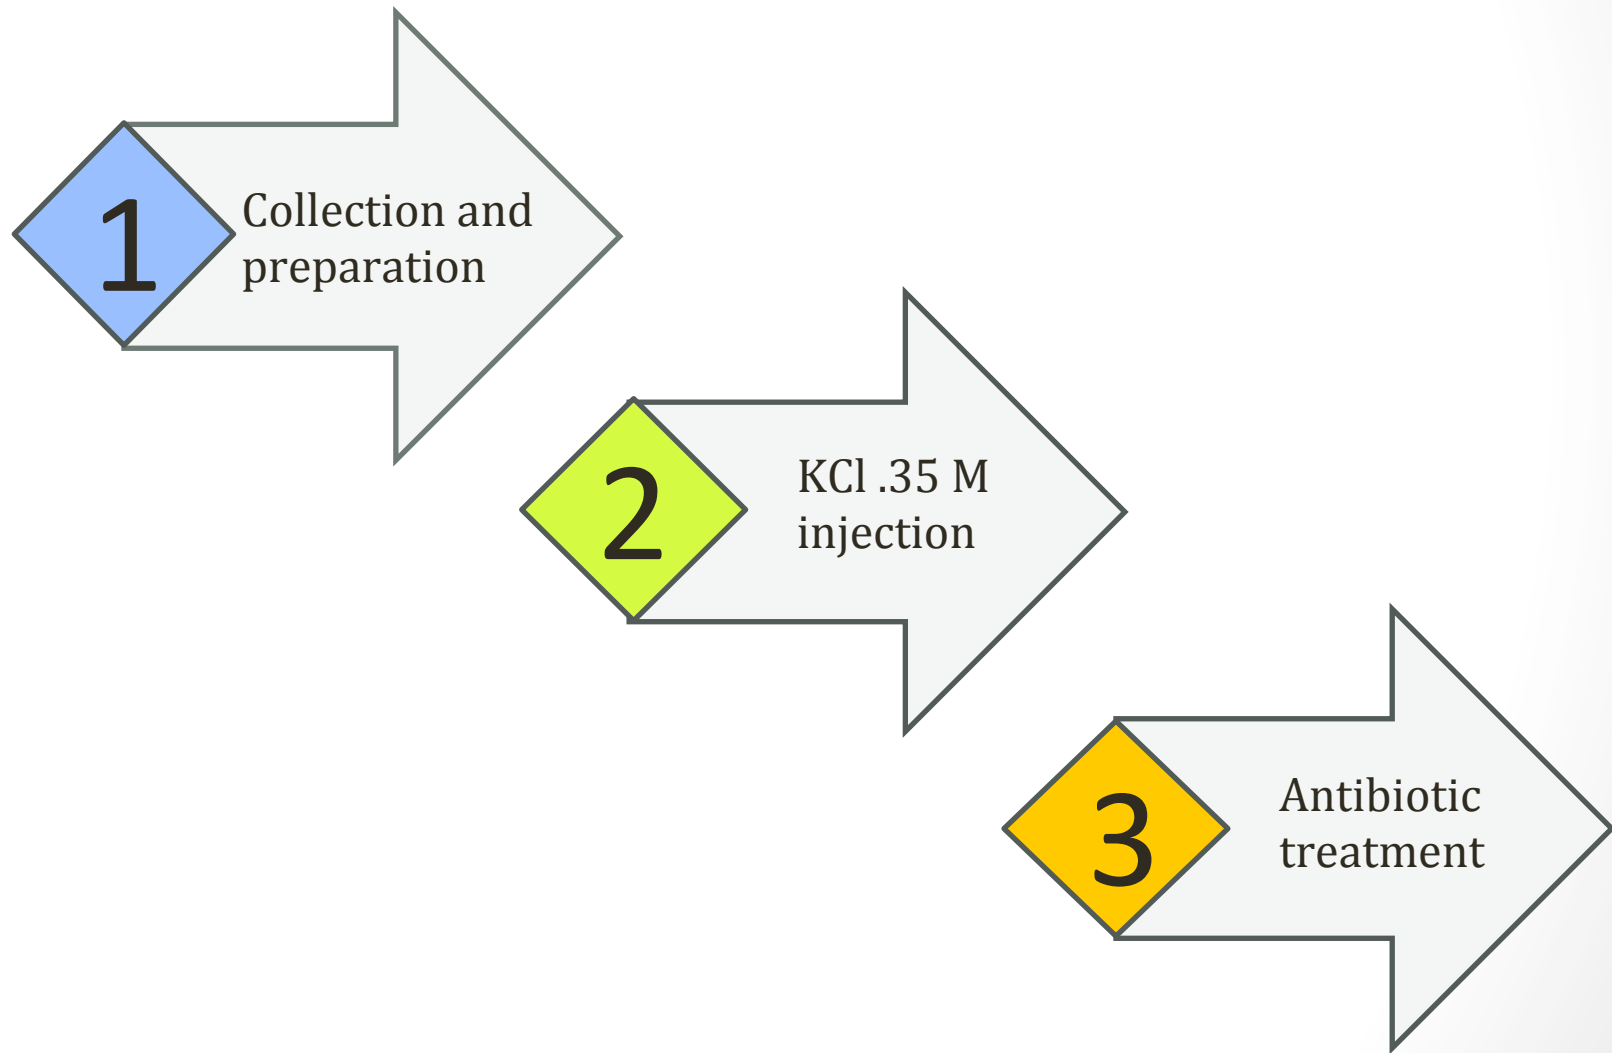 1
Collection and
preparation
2
KCl .35 M
injection
3
Antibiotic
treatment